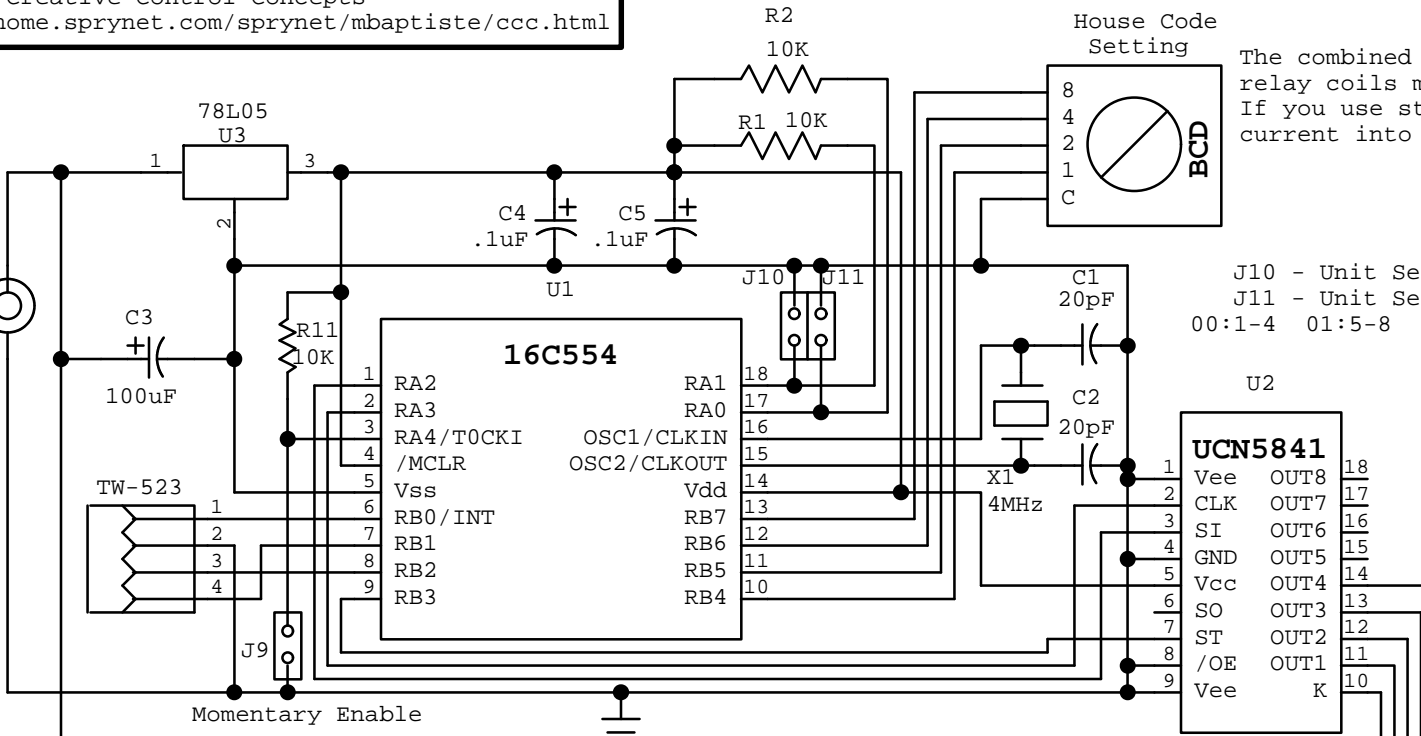 Creative Control Concepts
home.sprynet.com/sprynet/mbaptiste/ccc.html
R2
10K
House Code
Setting
The combined
relay coils m
If you use st
current into
8
4
2
1
C
BCD
R1 10K
78L05
U3
1
3
2
C4
.1uF
C5
.1uF
U1
J10
J11
C1
20pF
J10 - Unit Se
J11 - Unit Se
00:1-4 01:5-8
C3
100uF
R11
10K
16C554
1 RA2
2 RA3
3 RA4/T0CKI
4 /MCLR
5 Vss
6 RB0/INT
7 RB1
8 RB2
9 RB3
RA1 18
RA0 17
OSC1/CLKIN 16
OSC2/CLKOUT 15
Vdd 14
RB7 13
RB6 12
RB5 11
RB4 10
C2
20pF
X1
4MHz
U2
UCN5841
1 Vee OUT8 18
2 CLK OUT7 17
3 SI OUT6 16
4 GND OUT5 15
5 Vcc OUT4 14
6 SO OUT3 13
7 ST OUT2 12
8 /OE OUT1 11
9 Vee K 10
TW-523
1
2
3
4
J9
Momentary Enable